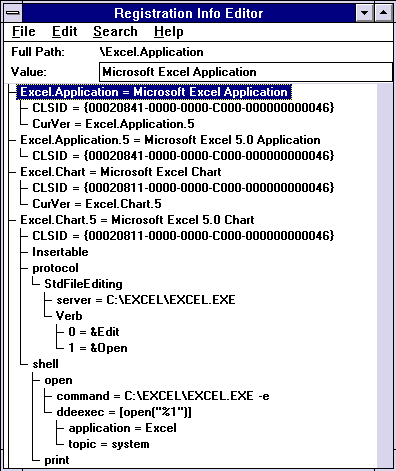 Registration Info Editor
File Edit Search Help
Full Path: \Excel.Application
Value: Microsoft Excel Application
Excel.Application = Microsoft Excel Application
CLSID = {00020841-0000-0000-C000-000000000046}
CurVer = Excel.Application.5
Excel.Application.5 = Microsoft Excel 5.0 Application
CLSID = {00020841-0000-0000-C000-000000000046}
Excel.Chart = Microsoft Excel Chart
CLSID = {00020811-0000-0000-C000-000000000046}
CurVer = Excel.Chart.5
Excel.Chart.5 = Microsoft Excel 5.0 Chart
CLSID = {00020811-0000-0000-C000-000000000046}
Insertable
protocol
StdFileEditing
server = C:\EXCEL\EXCEL.EXE
Verb
0 = &Edit
1 = &Open
shell
open
command = C:\EXCEL\EXCEL.EXE -e
ddeexec = [open("%1")]
application = Excel
topic = system
print